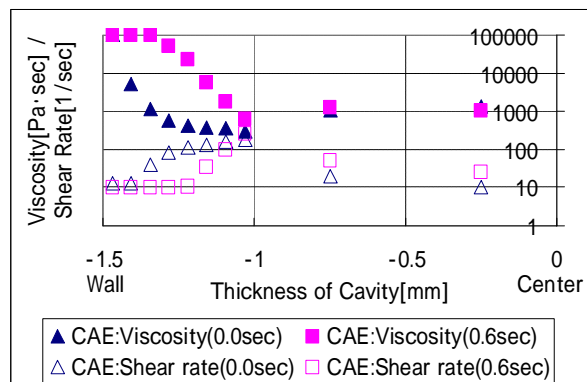 Viscosity[Pa·sec] /
Shear Rate[1/sec]
100000
10000
1000
100
10
1
-1.5 -1 -0.5 0
Wall Thickness of Cavity[mm] Center
CAE:Viscosity(0.0sec) CAE:Viscosity(0.6sec)
CAE:Shear rate(0.0sec) CAE:Shear rate(0.6sec)